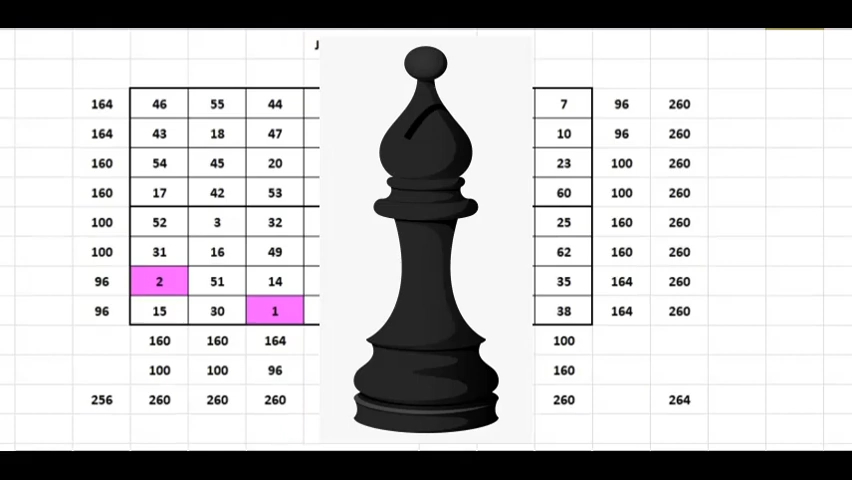 J
164 46 55 44 7 96 260
164 43 18 47 10 96 260
160 54 45 20 23 100 260
160 17 42 53 60 100 260
100 52 3 32 25 160 260
100 31 16 49 62 160 260
96 2 51 14 35 164 260
96 15 30 1 38 164 260
160 160 164 100
100 100 96 160
256 260 260 260 260 264